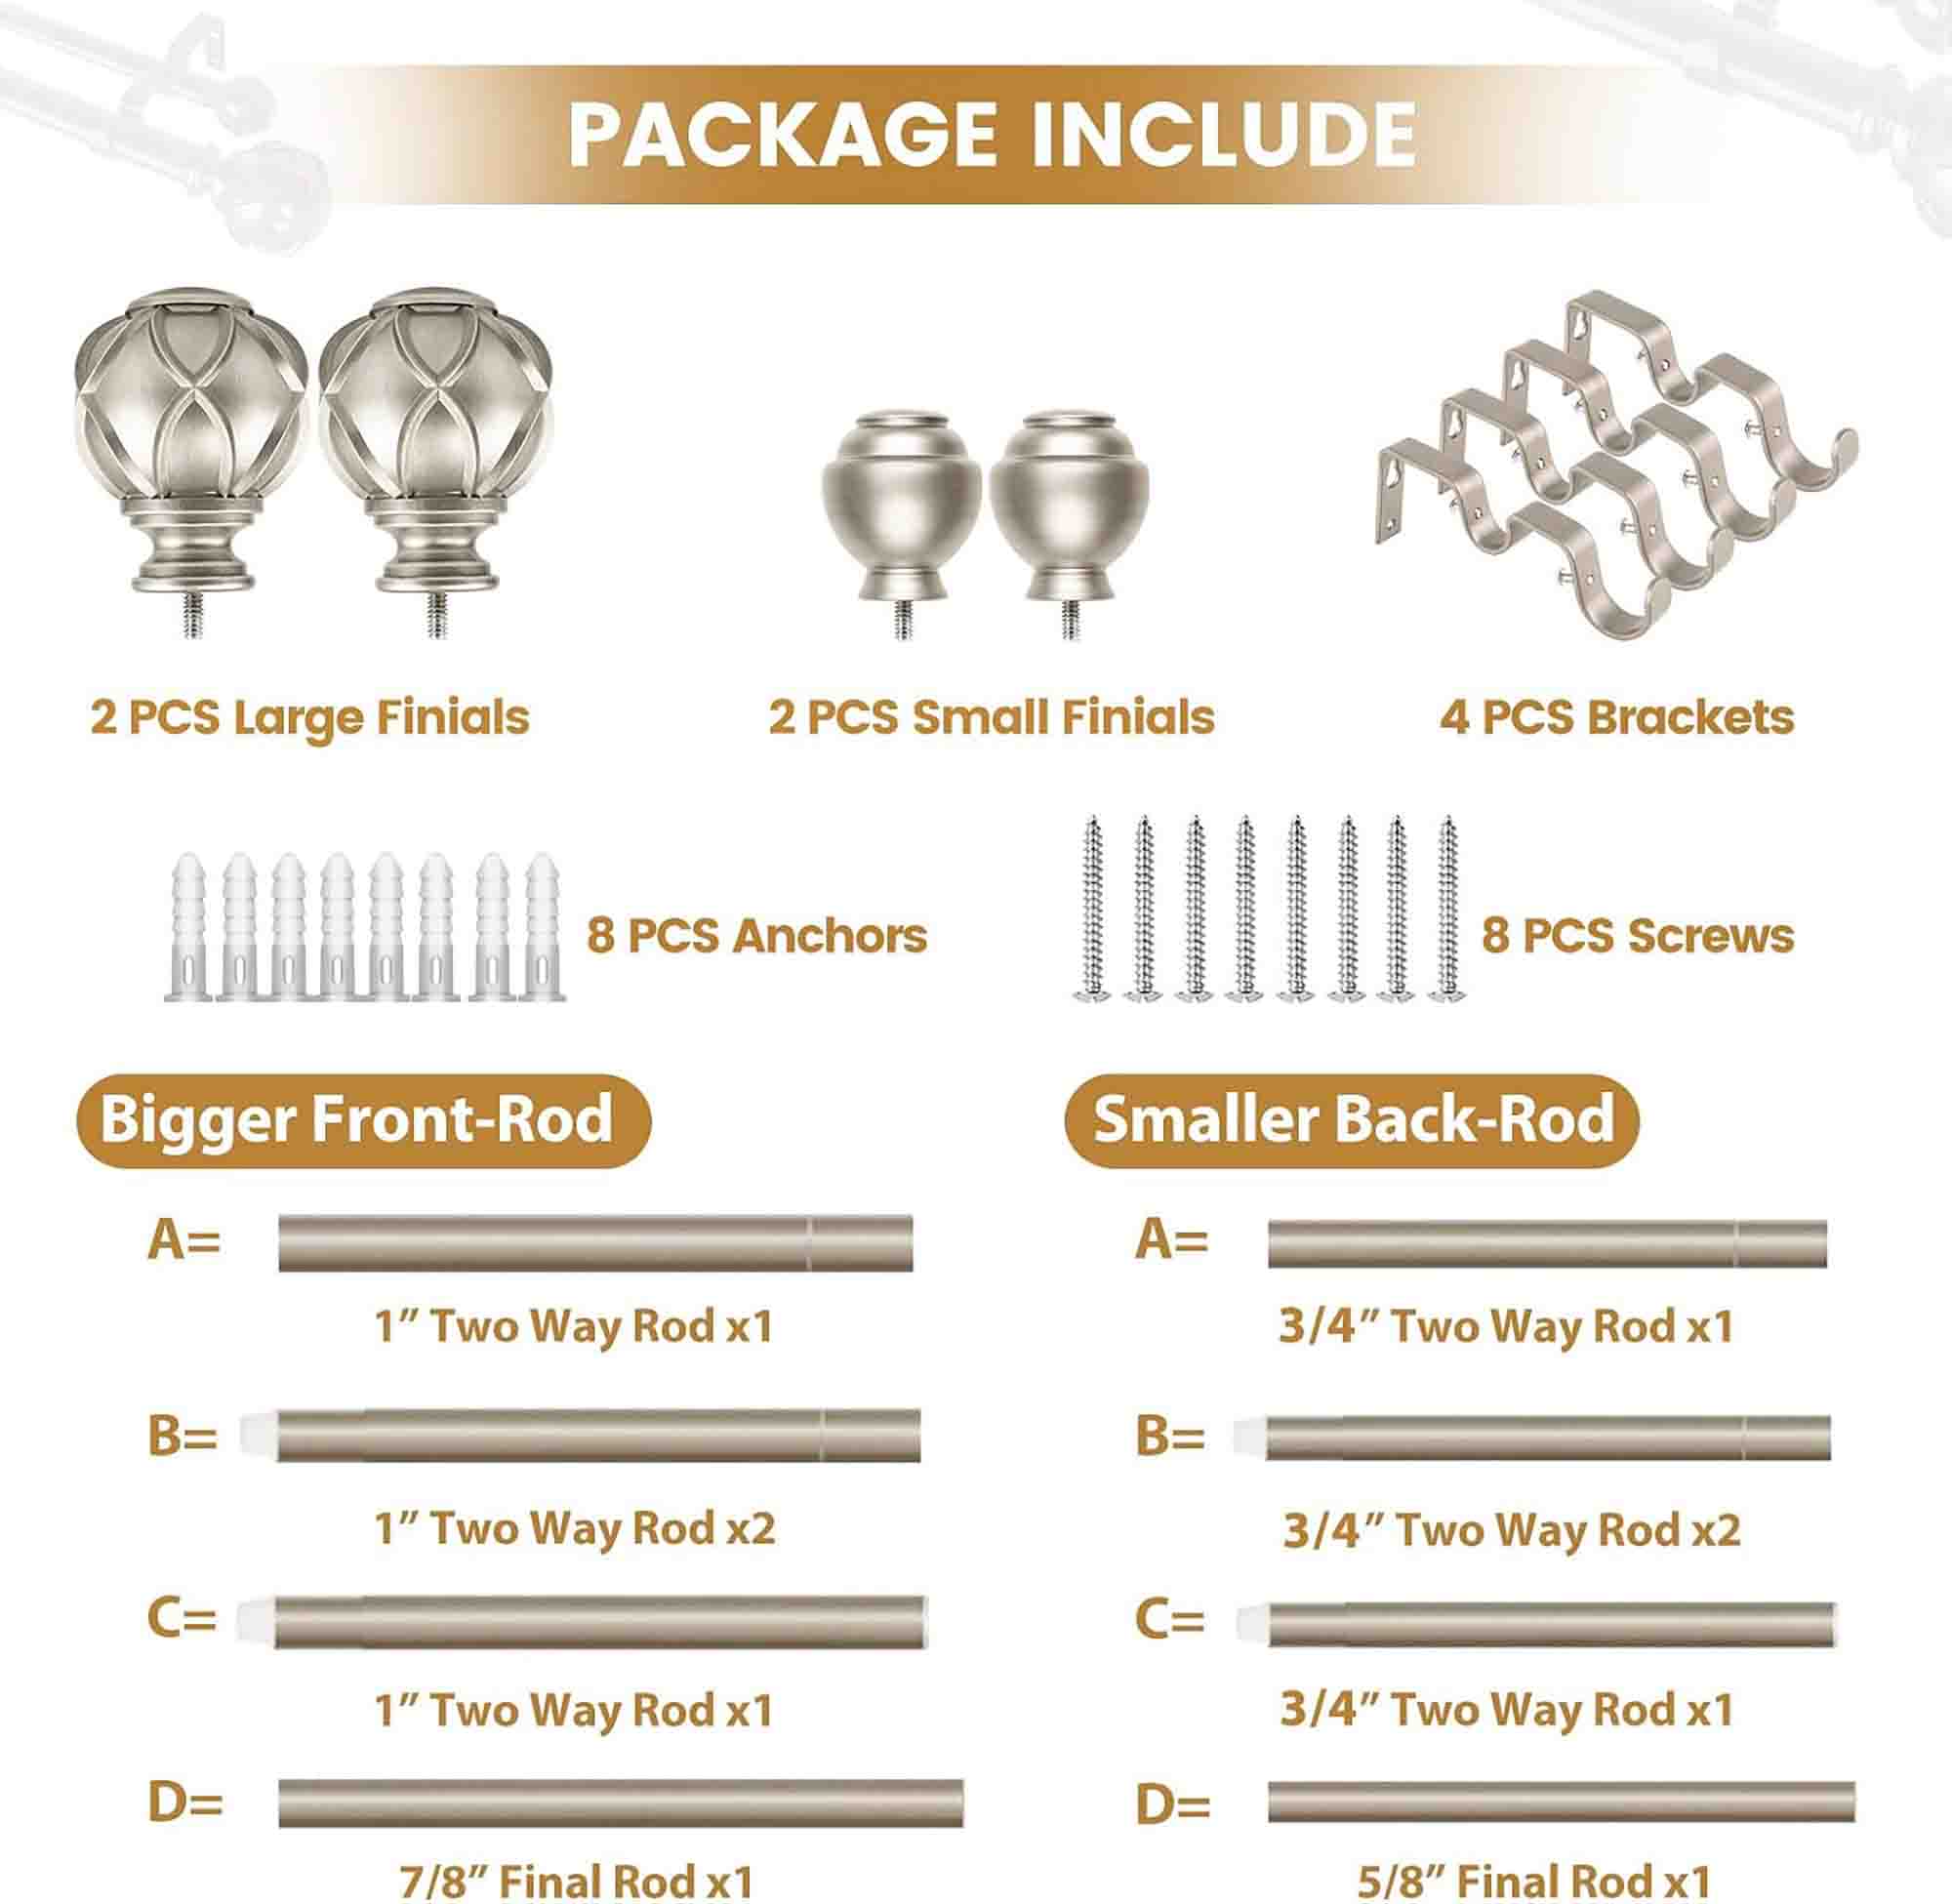 PACKAGE INCLUDE
2 PCS Large Finials
2 PCS Small Finials
4 PCS Brackets
8 PCS Anchors
8 PCS Screws
Bigger Front-Rod
A=
1” Two Way Rod x1
B=
1” Two Way Rod x2
C=
1” Two Way Rod x1
D=
7/8” Final Rod x1
Smaller Back-Rod
A=
3/4” Two Way Rod x1
B=
3/4” Two Way Rod x2
C=
3/4” Two Way Rod x1
D=
5/8” Final Rod x1